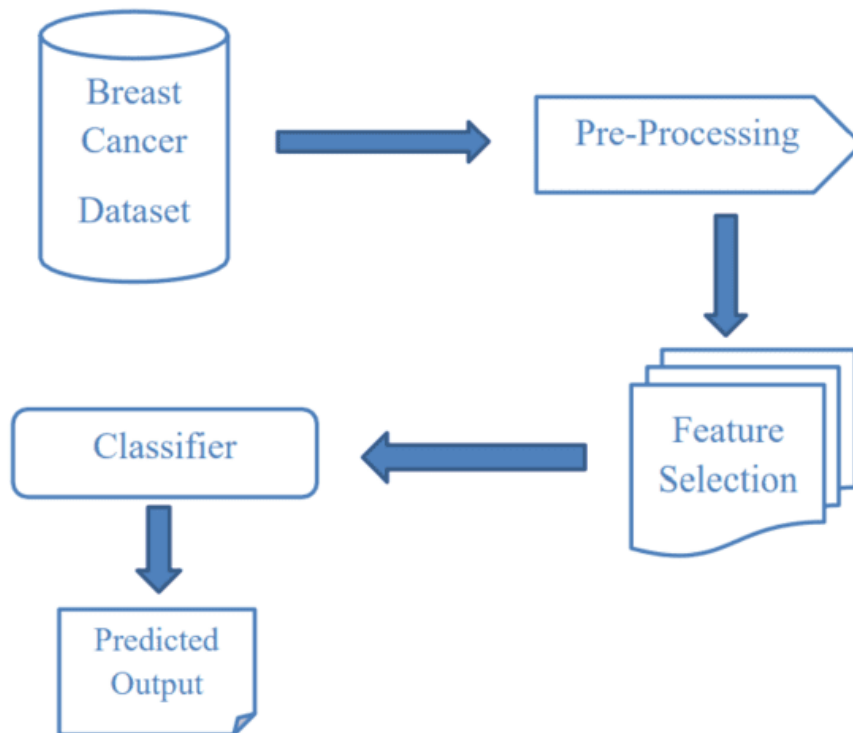 Breast
Cancer
Dataset
Pre-Processing
Feature
Selection
Classifier
Predicted
Output